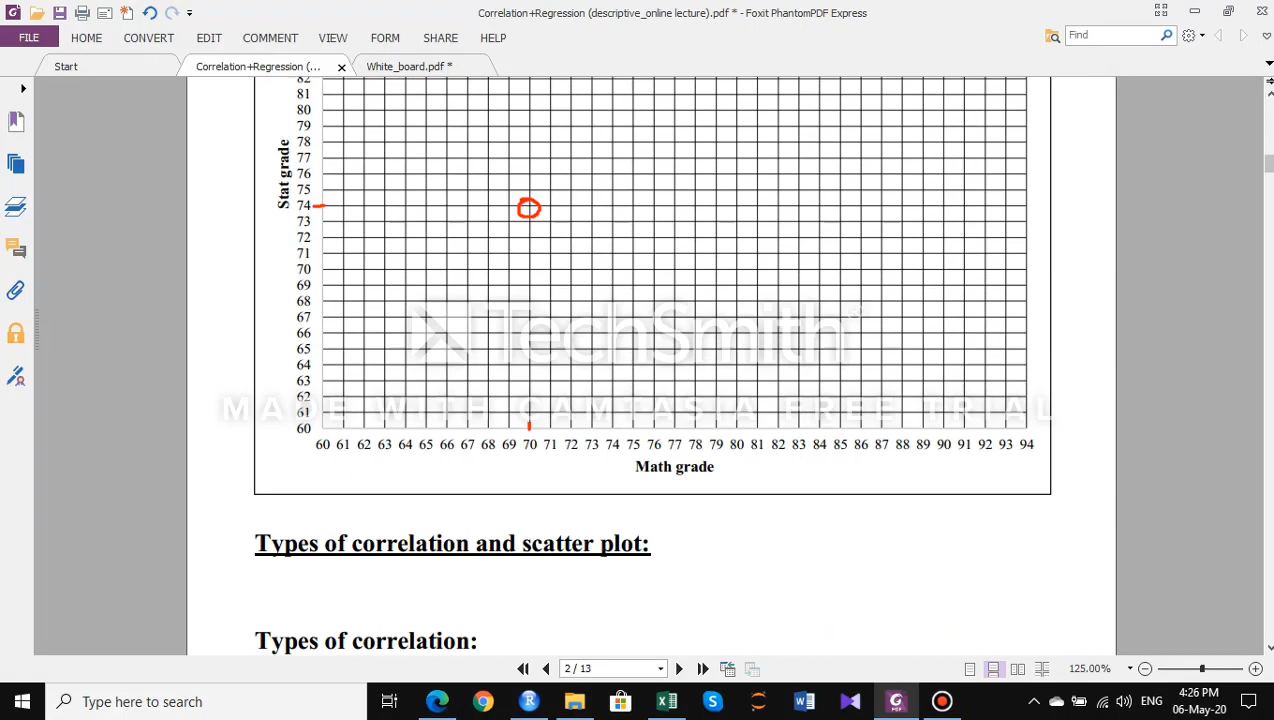 Correlation+Regression (descriptive_online lecture).pdf * - Foxit PhantomPDF Express
FILE HOME CONVERT EDIT COMMENT VIEW FORM SHARE HELP
Find
Start Correlation+Regression (... White_board.pdf *
82
81
80
79
78
77
76
75
74
73
72
71
70
69
68
67
66
65
64
63
62
61
60
Stat grade
60 61 62 63 64 65 66 67 68 69 70 71 72 73 74 75 76 77 78 79 80 81 82 83 84 85 86 87 88 89 90 91 92 93 94
Math grade
TechSmith
MADE WITH CAMTASIA FREE TRIAL
Types of correlation and scatter plot:
Types of correlation:
2 / 13
125.00%
Type here to search
ENG
4:26 PM
06-May-20